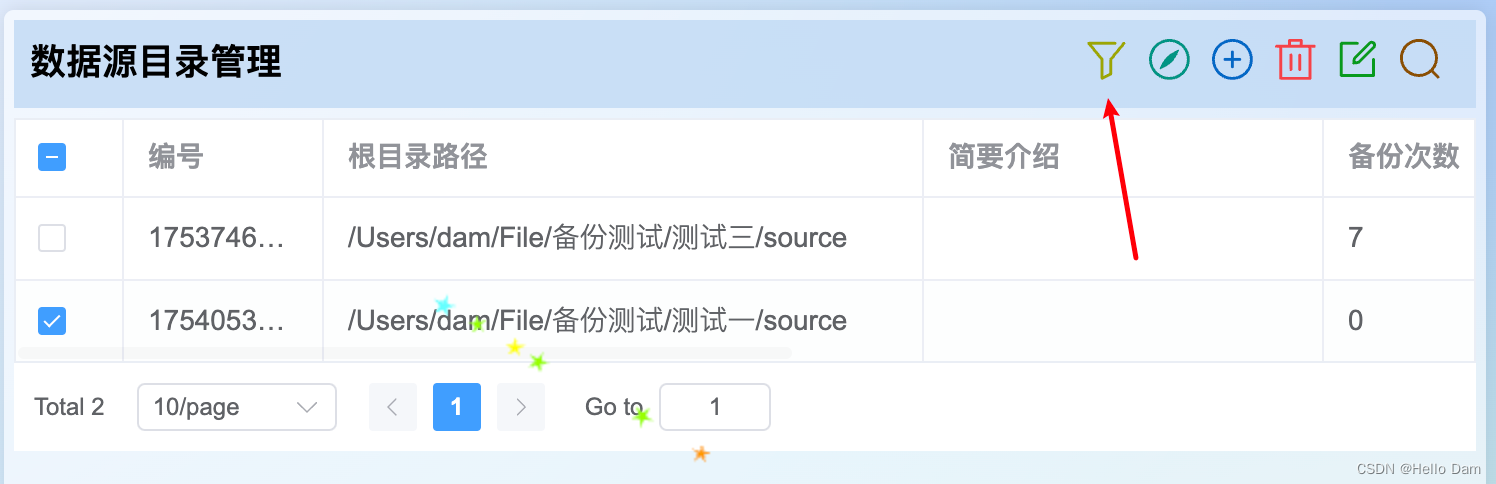 数据源目录管理
编号 根目录路径 简要介绍 备份次数
1753746... /Users/dam/File/备份测试/测试三/source 7
1754053... /Users/dam/File/备份测试/测试一/source 0
Total 2 10/page 1 Go to 1
CSDN @Hello Dam